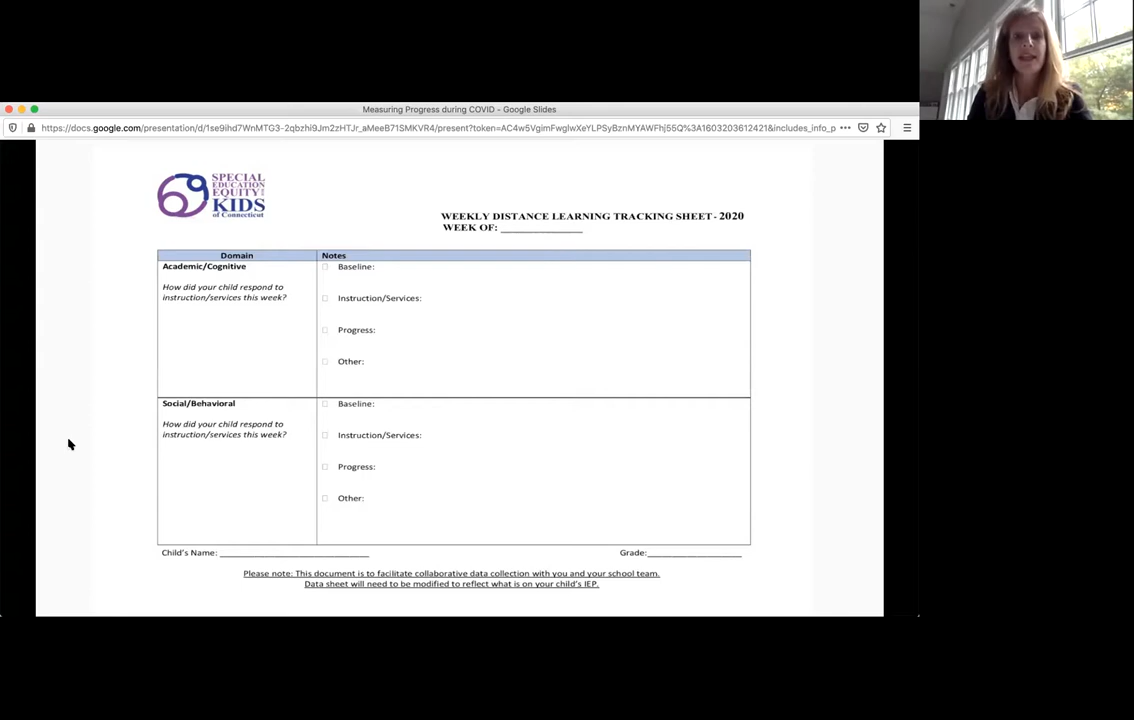 Measuring Progress during COVID - Google Slides
SPECIAL
EDUCATION
EQUITY
KIDS
of Connecticut
WEEKLY DISTANCE LEARNING TRACKING SHEET - 2020
WEEK OF: _______________
Domain Notes
Academic/Cognitive
How did your child respond to
instruction/services this week?
Baseline:
Instruction/Services:
Progress:
Other:
Social/Behavioral
How did your child respond to
instruction/services this week?
Baseline:
Instruction/Services:
Progress:
Other:
Child's Name: ____________________________ Grade:__________________
Please note: This document is to facilitate collaborative data collection with you and your school team.
Data sheet will need to be modified to reflect what is on your child's IEP.